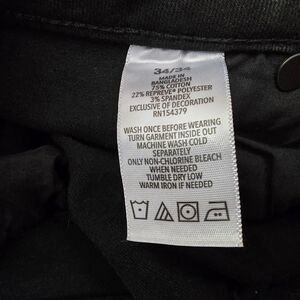 34/34
MADE IN
BANGLADESH
75% COTTON
22% REPREVE® POLYESTER
3% SPANDEX
EXCLUSIVE OF DECORATION
RN154379
WASH ONCE BEFORE WEARING
TURN GARMENT INSIDE OUT
MACHINE WASH COLD
SEPARATELY
ONLY NON-CHLORINE BLEACH
WHEN NEEDED
TUMBLE DRY LOW
WARM IRON IF NEEDED